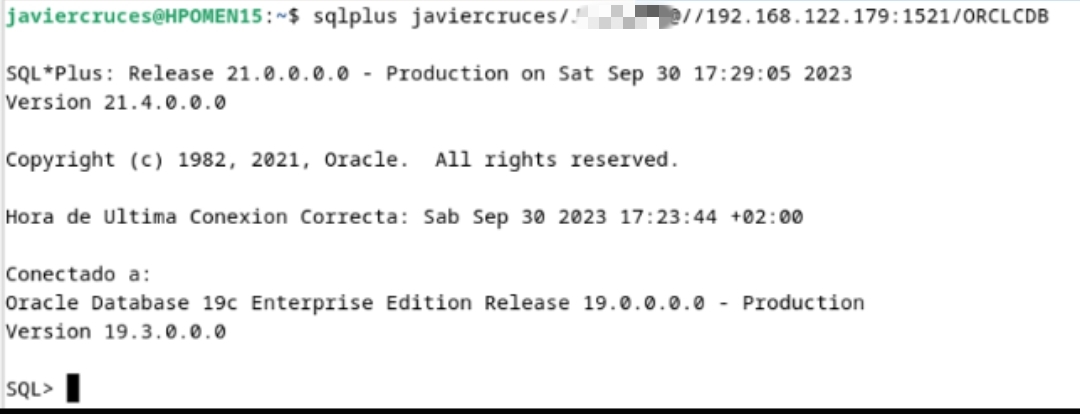 javiercruces@HPOMEN15:~$ sqlplus javiercruces/ @//192.168.122.179:1521/ORCLCDB
SQL*Plus: Release 21.0.0.0.0 - Production on Sat Sep 30 17:29:05 2023
Version 21.4.0.0.0
Copyright (c) 1982, 2021, Oracle.  All rights reserved.
Hora de Ultima Conexion Correcta: Sab Sep 30 2023 17:23:44 +02:00
Conectado a:
Oracle Database 19c Enterprise Edition Release 19.0.0.0.0 - Production
Version 19.3.0.0.0
SQL>